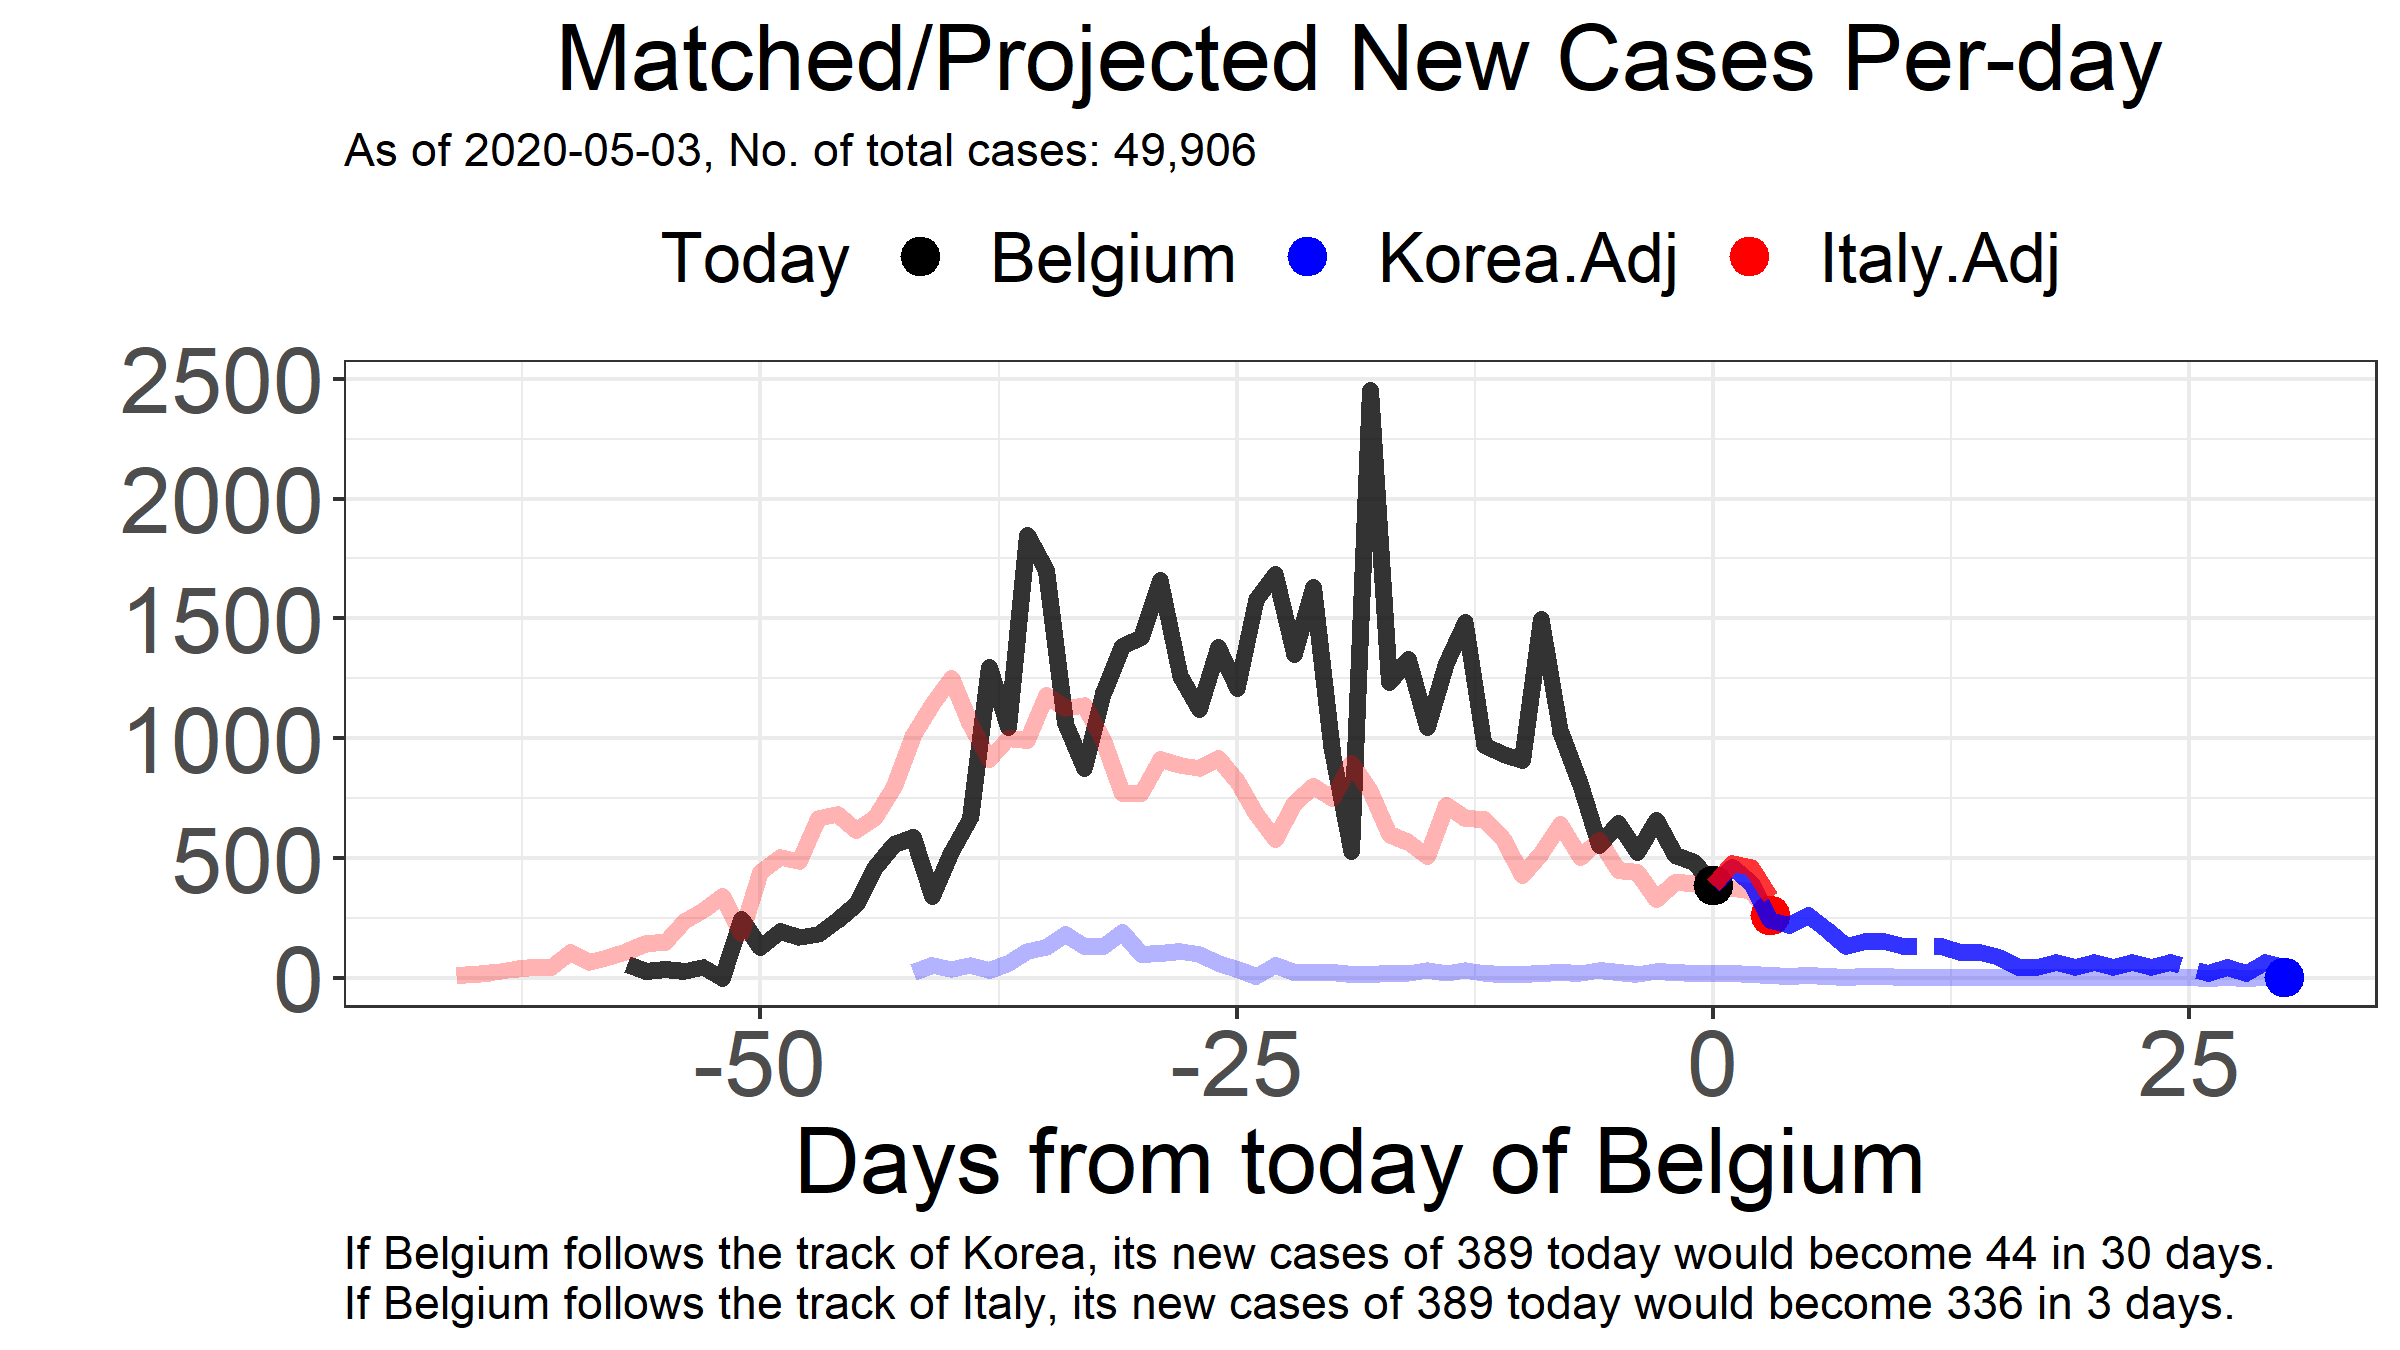 Matched/Projected New Cases Per-day
As of 2020-05-03, No. of total cases: 49,906
Today Belgium Korea.Adj Italy.Adj
2500
2000
1500
1000
500
0
-50 -25 0 25
Days from today of Belgium
If Belgium follows the track of Korea, its new cases of 389 today would become 44 in 30 days.
If Belgium follows the track of Italy, its new cases of 389 today would become 336 in 3 days.